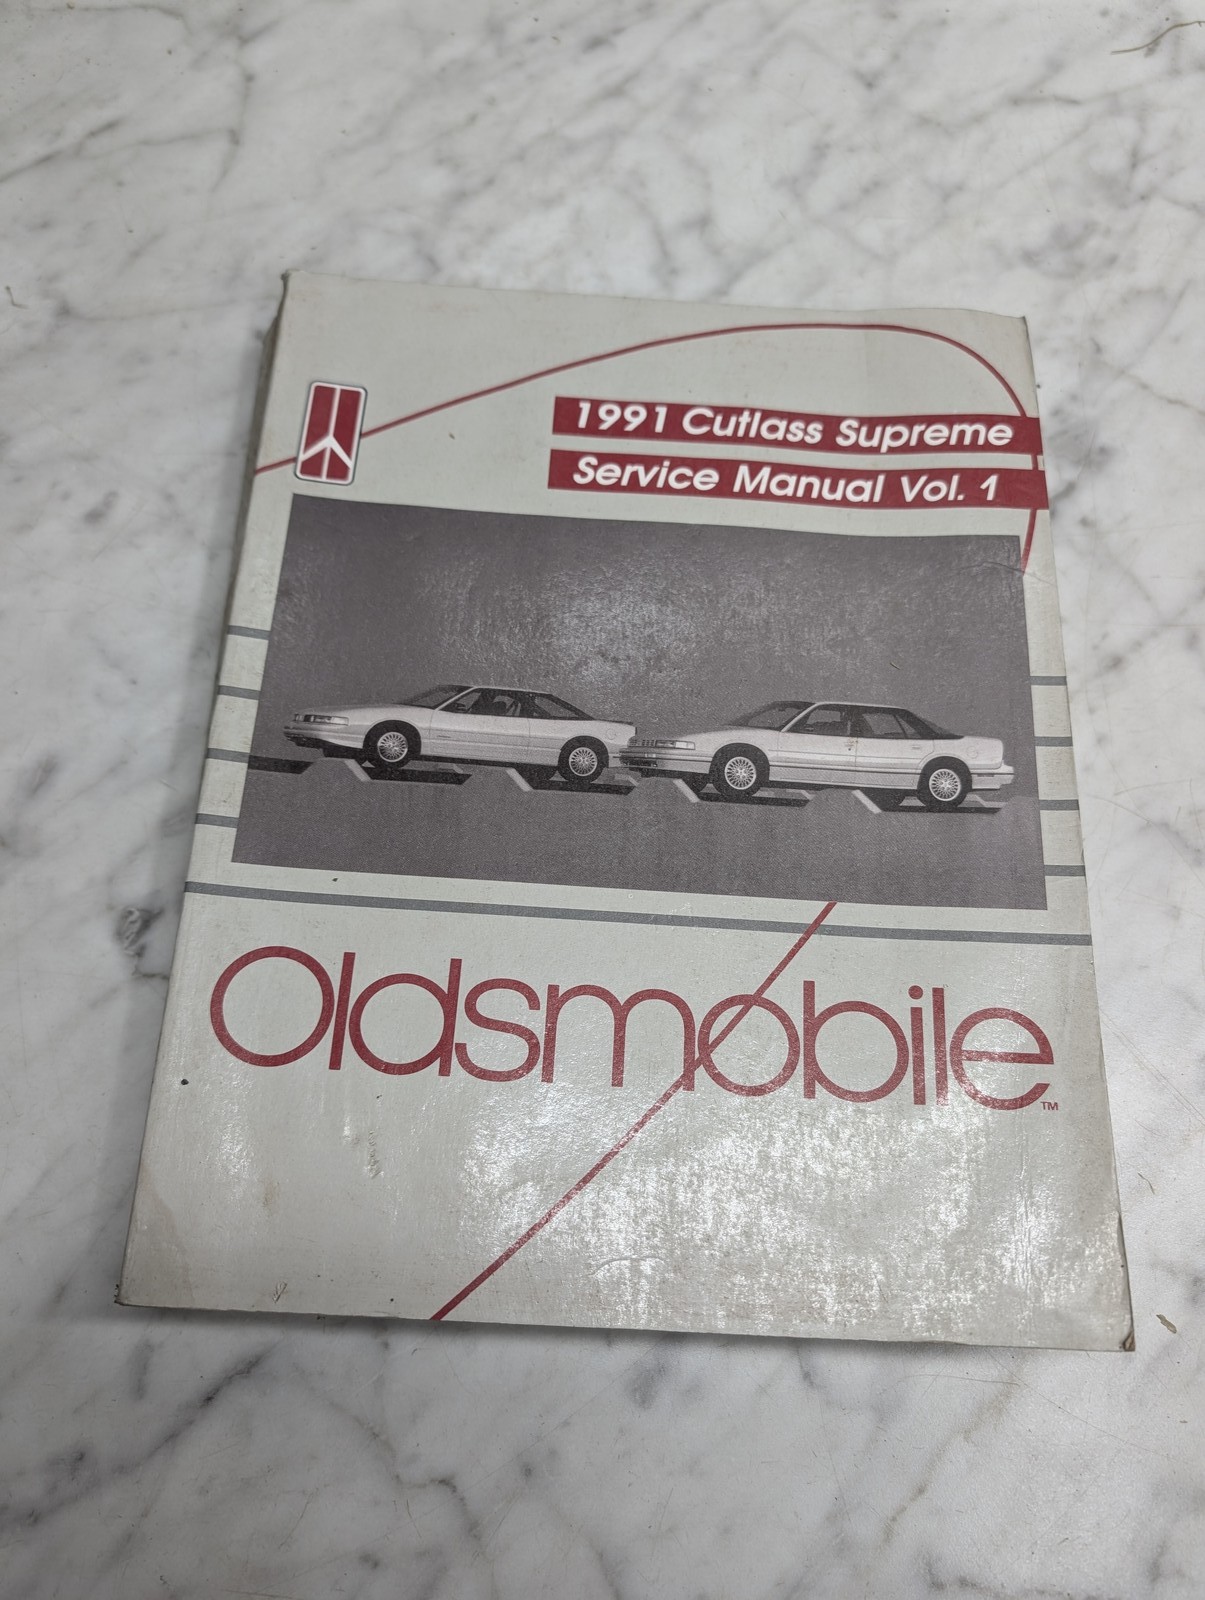 1991 Cutlass Supreme
Service Manual Vol. 1
Oldsmobile™